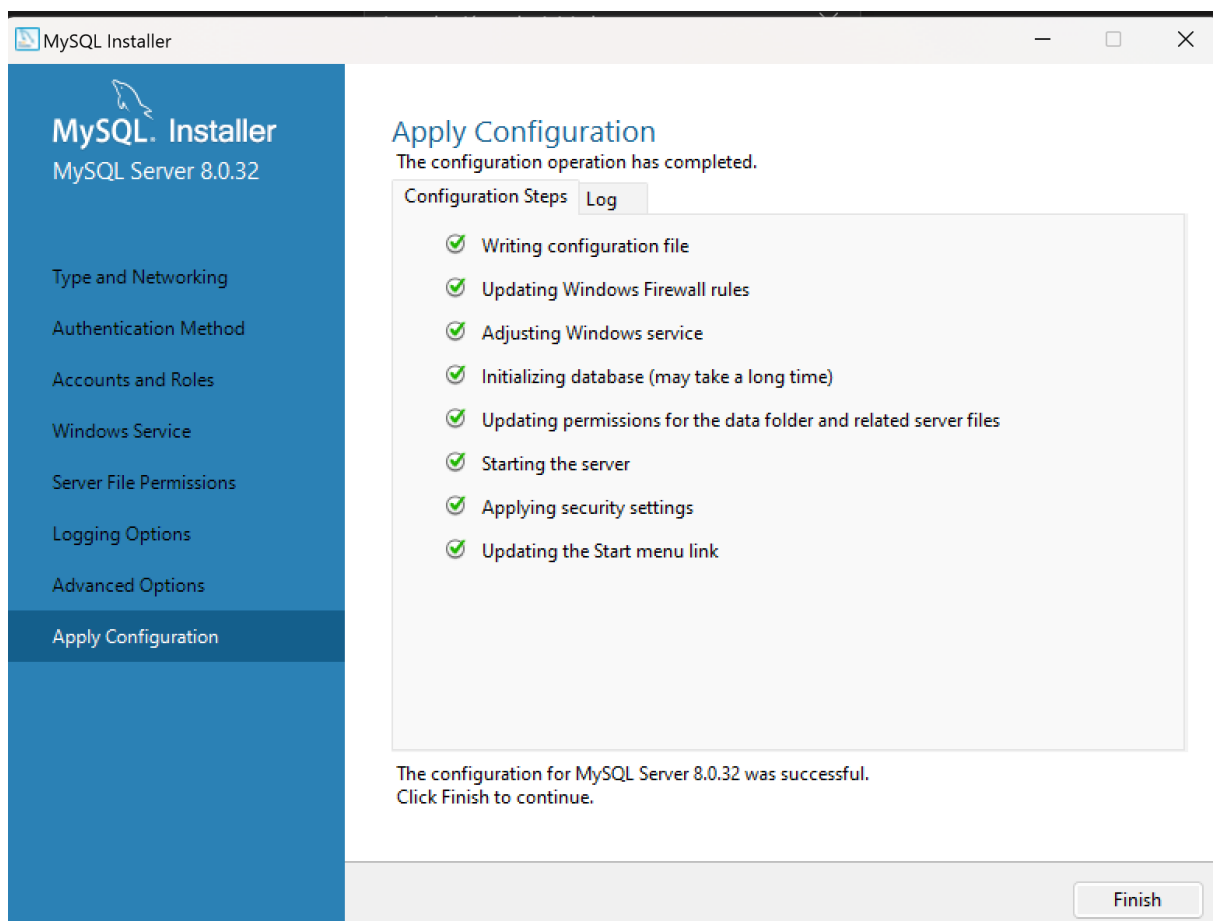 MySQL Installer
MySQL. Installer
MySQL Server 8.0.32
Type and Networking
Authentication Method
Accounts and Roles
Windows Service
Server File Permissions
Logging Options
Advanced Options
Apply Configuration
Apply Configuration
The configuration operation has completed.
Configuration Steps
Log
Writing configuration file
Updating Windows Firewall rules
Adjusting Windows service
Initializing database (may take a long time)
Updating permissions for the data folder and related server files
Starting the server
Applying security settings
Updating the Start menu link
The configuration for MySQL Server 8.0.32 was successful.
Click Finish to continue.
Finish